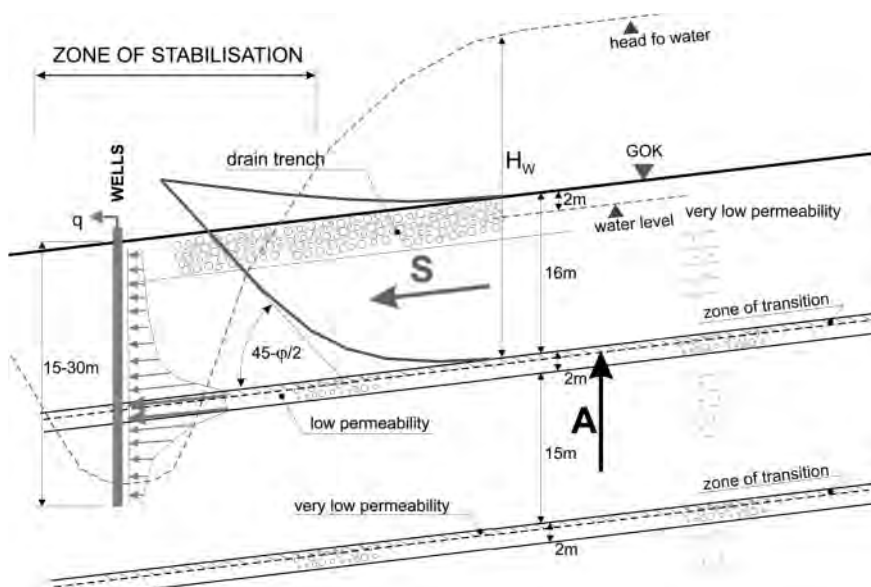 head fo water
ZONE OF STABILISATION
WELLS
drain trench
H_W
GOK
q
2m
water level
very low permeability
S
16m
zone of transition
45-φ/2
15-30m
2m
low permeability
A
15m
zone of transition
very low permeability
2m